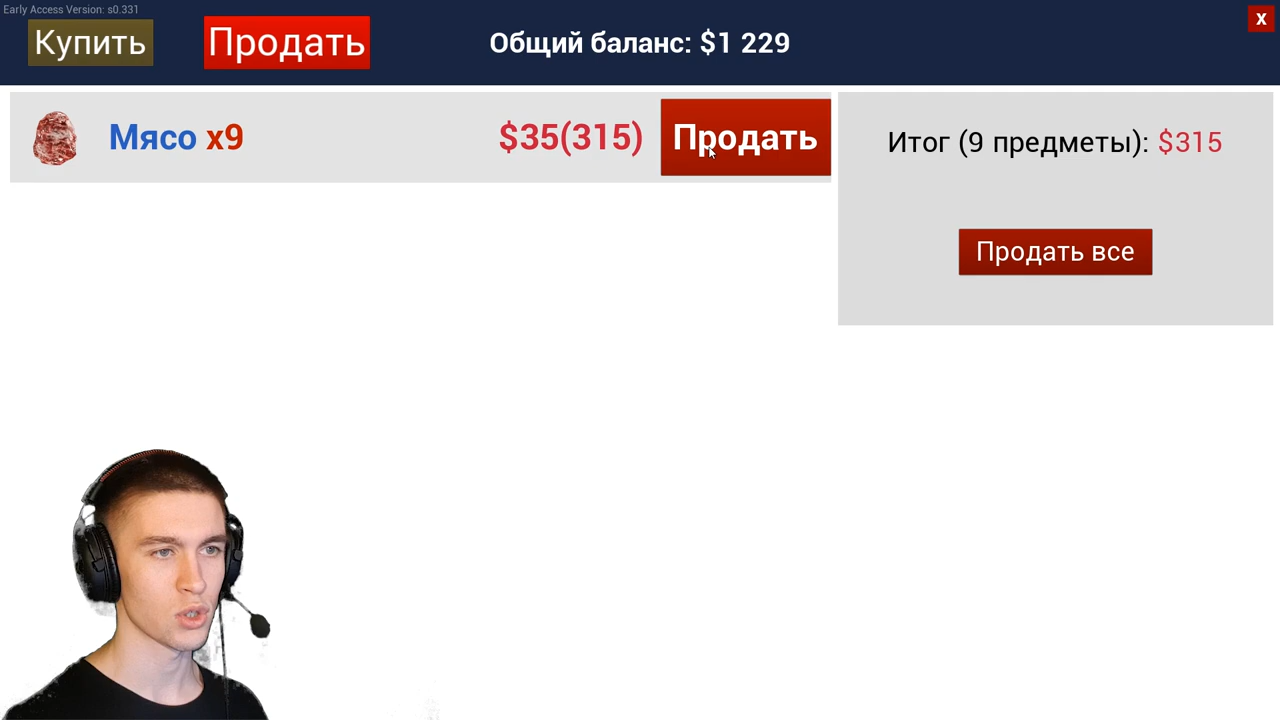 Early Access Version: s0.331
Купить
Продать
Общий баланс: $1 229
X
Мясо x9
$35(315)
Продать
Итог (9 предметы): $315
Продать все